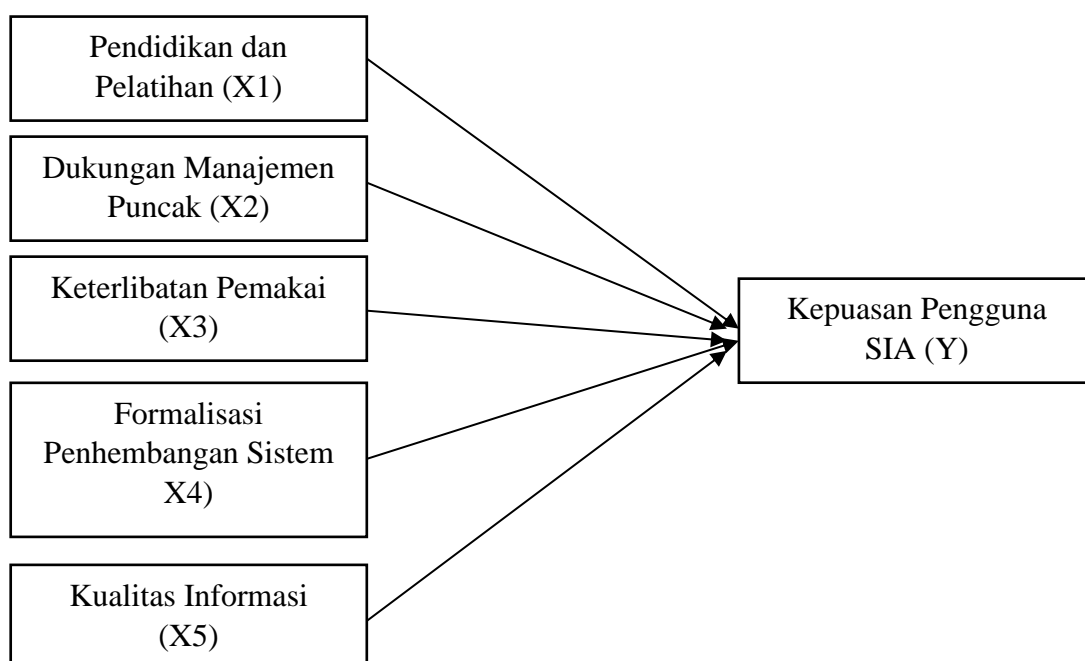 Pendidikan dan
Pelatihan (X1)
Dukungan Manajemen
Puncak (X2)
Keterlibatan Pemakai
(X3)
Formalisasi
Penhembangan Sistem
X4)
Kualitas Informasi
(X5)
Kepuasan Pengguna
SIA (Y)